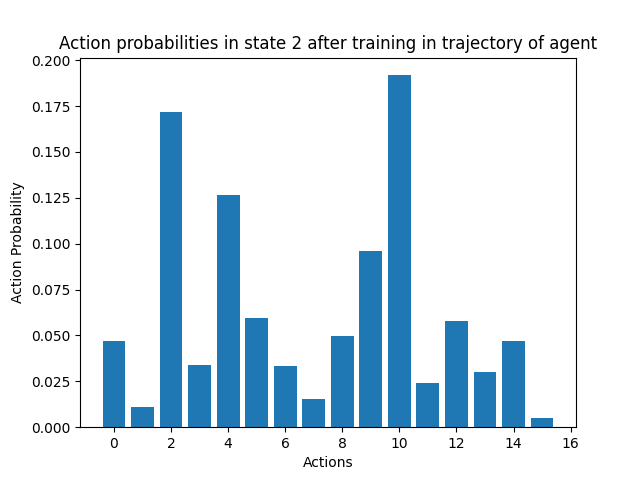 Action probabilities in state 2 after training in trajectory of agent
0.200
0.175
0.150
0.125
0.100
0.075
0.050
0.025
0.000
Action Probability
0 2 4 6 8 10 12 14 16
Actions